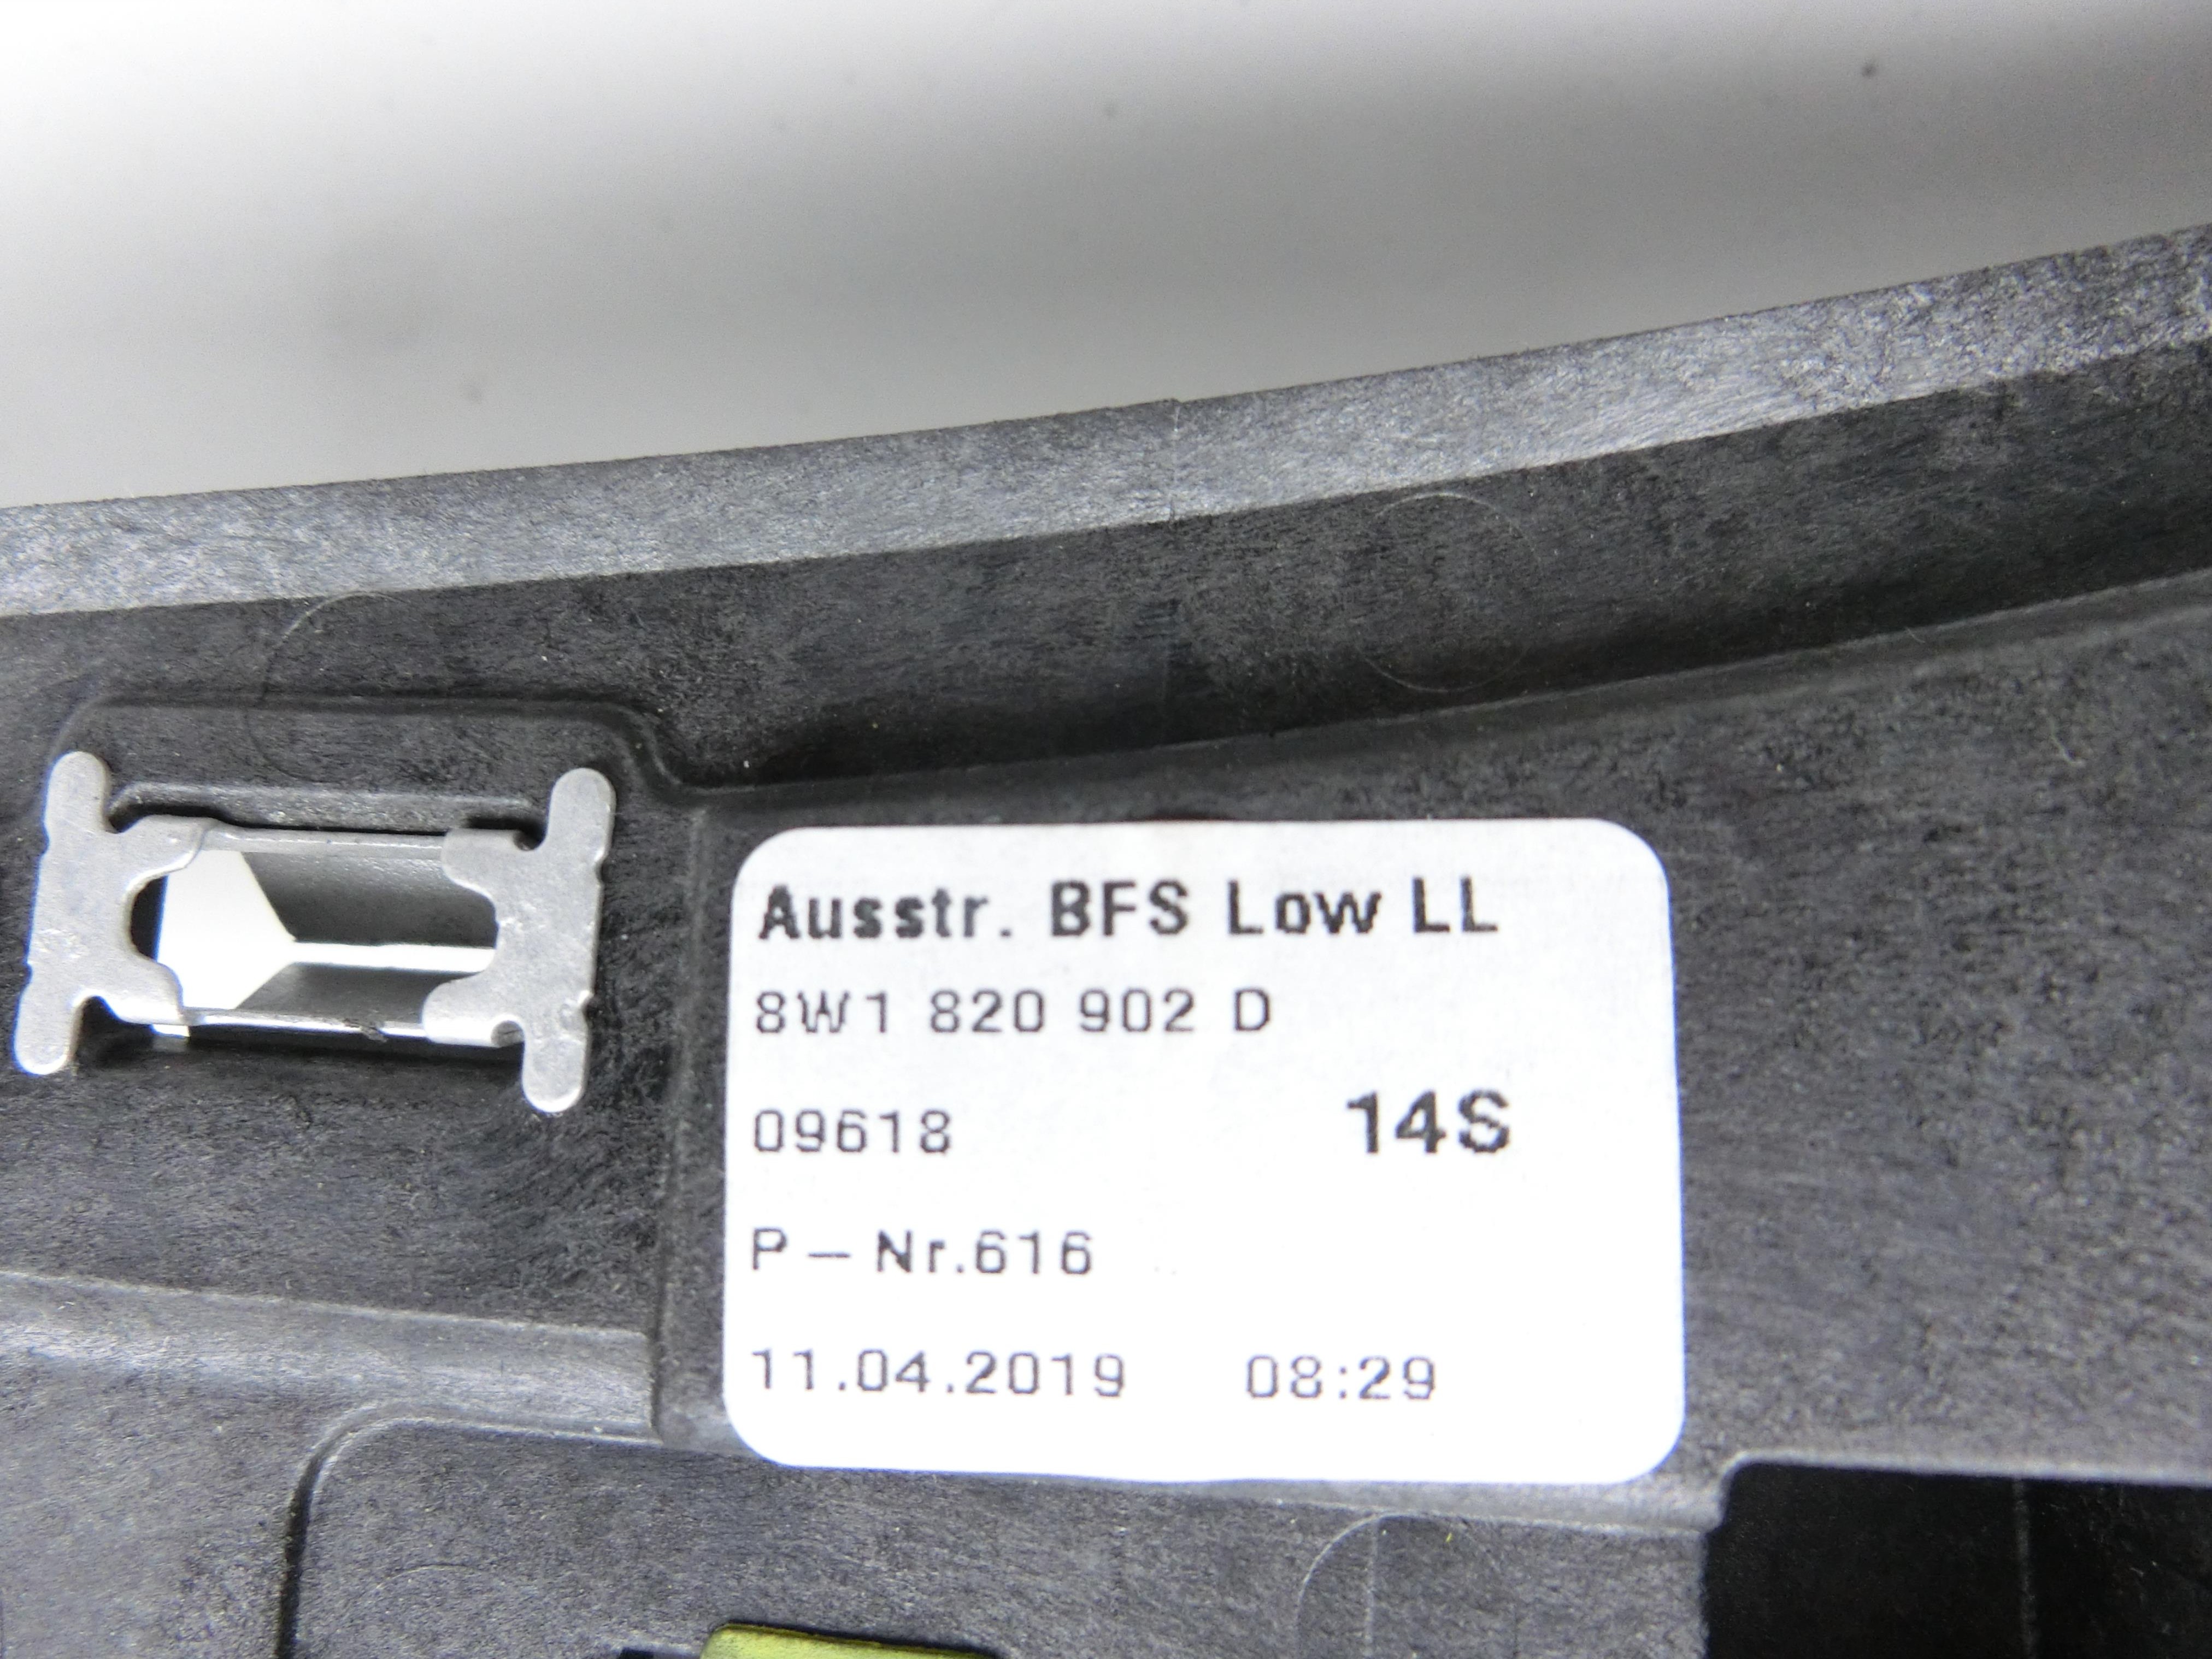 Ausstr. BFS Low LL
8W1 820 902 D
09618 14S
P – Nr.616
11.04.2019 08:29